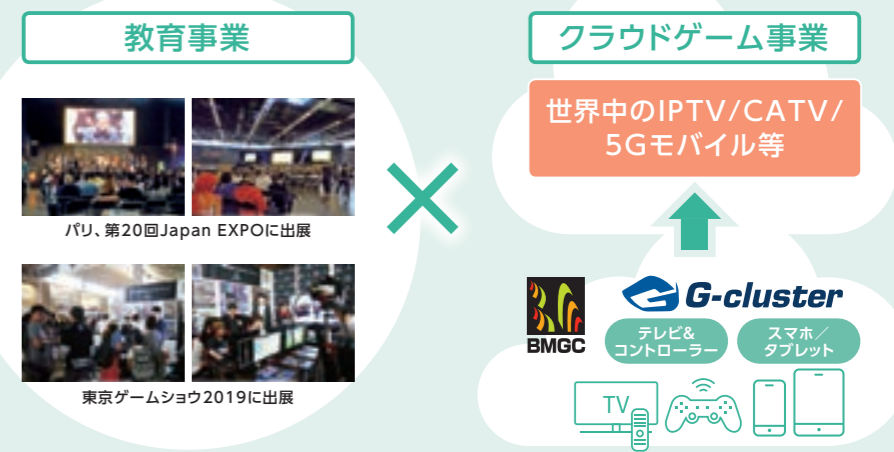 教育事業
パリ、第20回Japan EXPOに出展
東京ゲームショウ2019に出展
×
クラウドゲーム事業
世界中のIPTV/CATV/
5Gモバイル等
BMGC
G-cluster
テレビ&
コントローラー
スマホ／
タブレット
TV